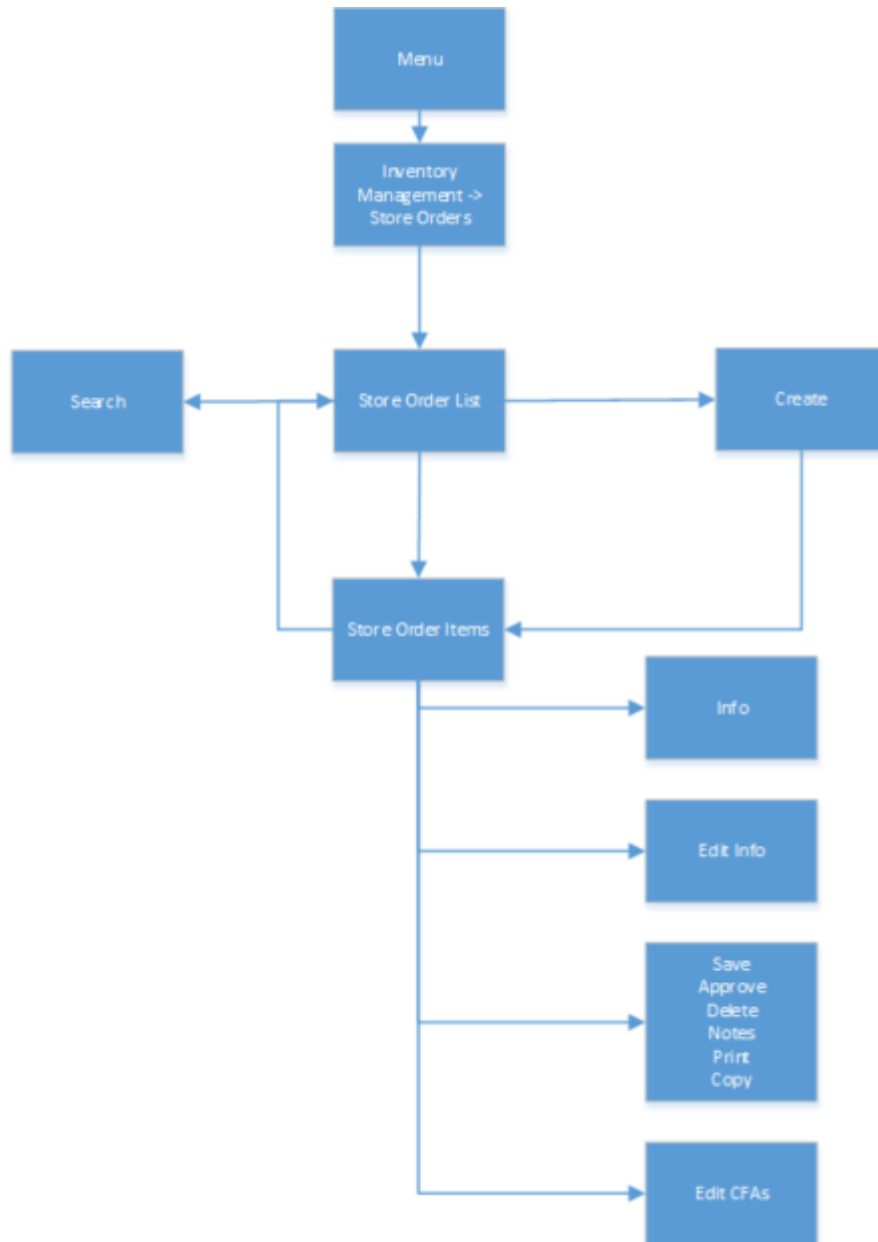 Menu
Inventory
Management ->
Store Orders
Search
Store Order List
Create
Store Order Items
Info
Edit Info
Save
Approve
Delete
Notes
Print
Copy
Edit CFAs